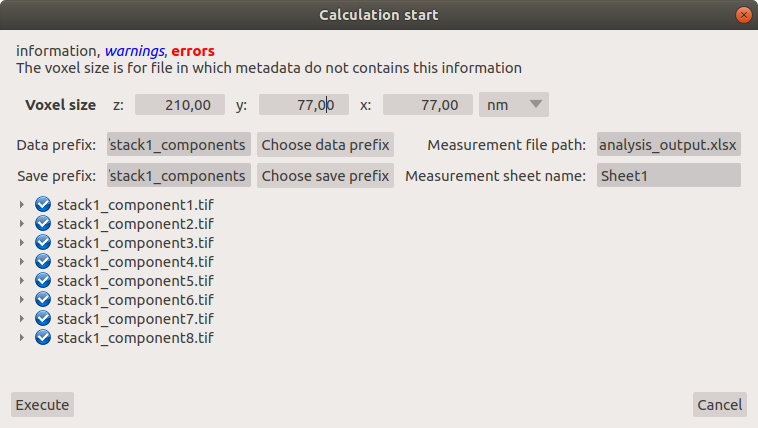 Calculation start
information, warnings, errors
The voxel size is for file in which metadata do not contains this information
Voxel size z: 210,00 y: 77,00 x: 77,00 nm
Data prefix: stack1_components Choose data prefix Measurement file path: analysis_output.xlsx
Save prefix: stack1_components Choose save prefix Measurement sheet name: Sheet1
stack1_component1.tif
stack1_component2.tif
stack1_component3.tif
stack1_component4.tif
stack1_component5.tif
stack1_component6.tif
stack1_component7.tif
stack1_component8.tif
Execute Cancel